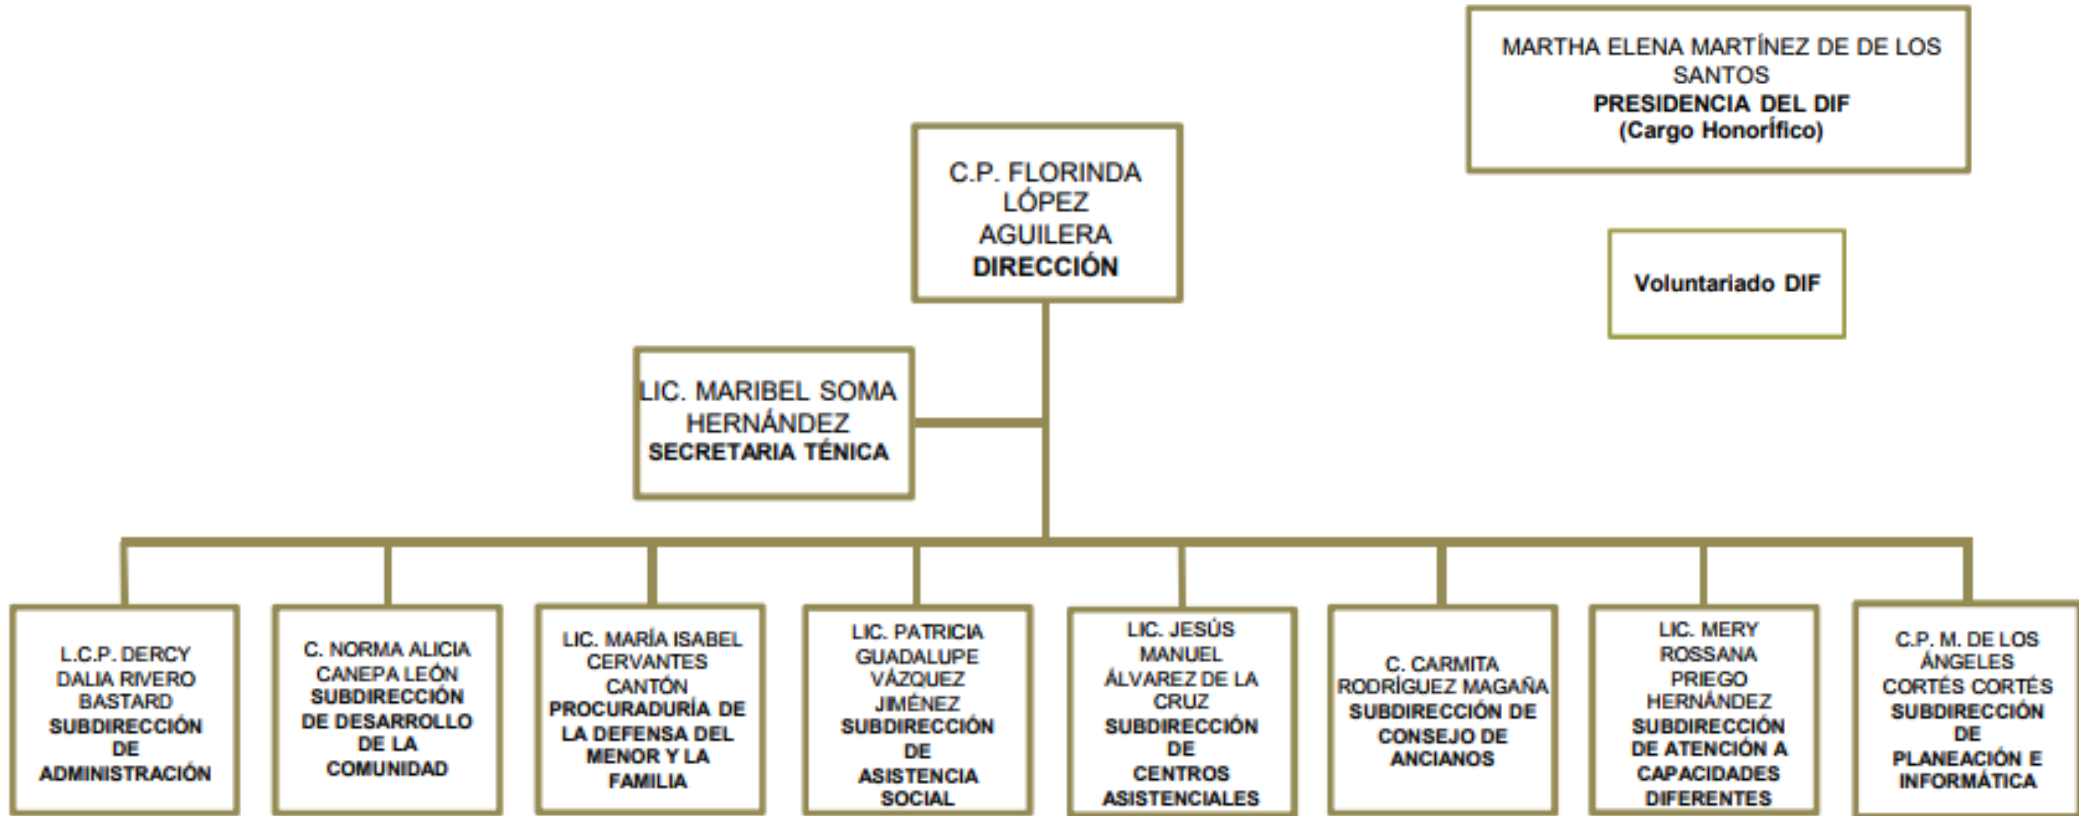 MARTHA ELENA MARTÍNEZ DE DE LOS
SANTOS
PRESIDENCIA DEL DIF
(Cargo Honorífico)
C.P. FLORINDA
LÓPEZ
AGUILERA
DIRECCIÓN
Voluntariado DIF
LIC. MARIBEL SOMA
HERNÁNDEZ
SECRETARIA TÉNICA
L.C.P. DERCY
DALIA RIVERO
BASTARD
SUBDIRECCIÓN
DE
ADMINISTRACIÓN
C. NORMA ALICIA
CANEPA LEÓN
SUBDIRECCIÓN
DE DESARROLLO
DE LA
COMUNIDAD
LIC. MARÍA ISABEL
CERVANTES
CANTÓN
PROCURADURÍA DE
LA DEFENSA DEL
MENOR Y LA
FAMILIA
LIC. PATRICIA
GUADALUPE
VÁZQUEZ
JIMÉNEZ
SUBDIRECCIÓN
DE
ASISTENCIA
SOCIAL
LIC. JESÚS
MANUEL
ÁLVAREZ DE LA
CRUZ
SUBDIRECCIÓN
DE
CENTROS
ASISTENCIALES
C. CARMITA
RODRÍGUEZ MAGAÑA
SUBDIRECCIÓN DE
CONSEJO DE
ANCIANOS
LIC. MERY
ROSSANA
PRIEGO
HERNÁNDEZ
SUBDIRECCIÓN
DE ATENCIÓN A
CAPACIDADES
DIFERENTES
C.P. M. DE LOS
ÁNGELES
CORTÉS CORTÉS
SUBDIRECCIÓN
DE
PLANEACIÓN E
INFORMÁTICA